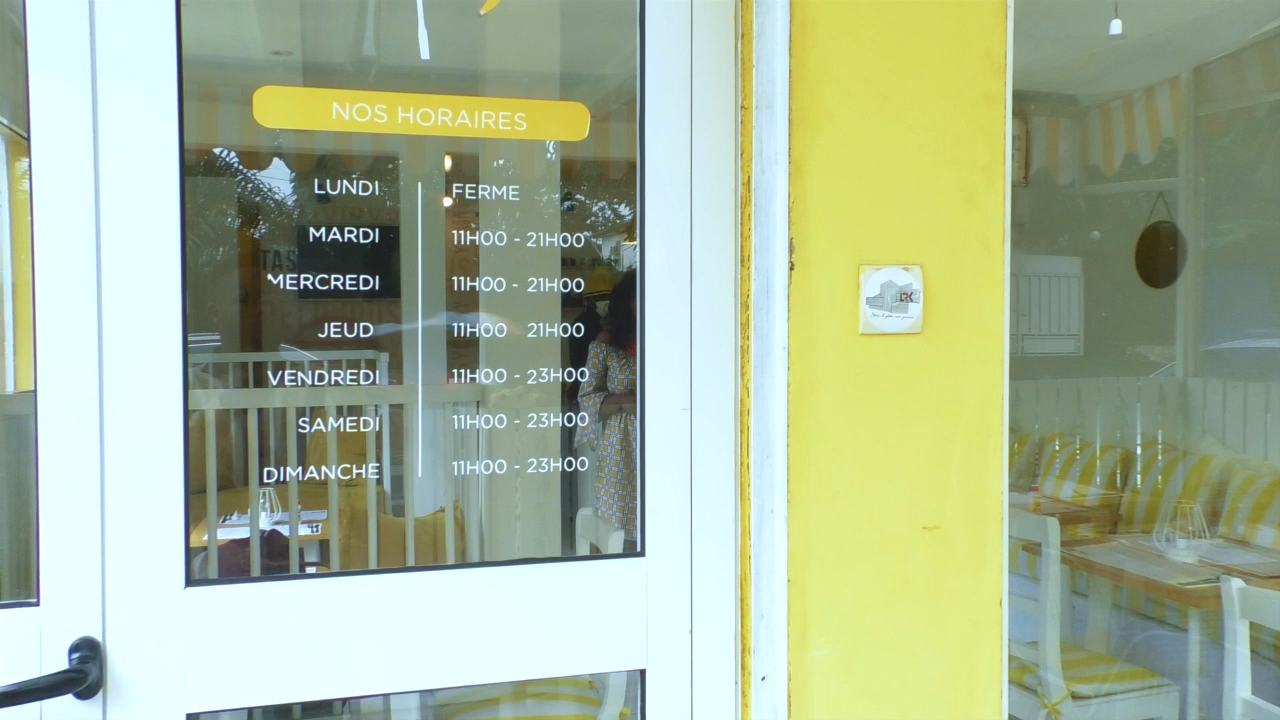 NOS HORAIRES
LUNDI FERME
MARDI 11H00 - 21H00
MERCREDI 11H00 - 21H00
JEUD 11H00 21H00
VENDREDI 11H00 - 23H00
SAMEDI 11H00 - 23H00
DIMANCHE 11H00 - 23H00